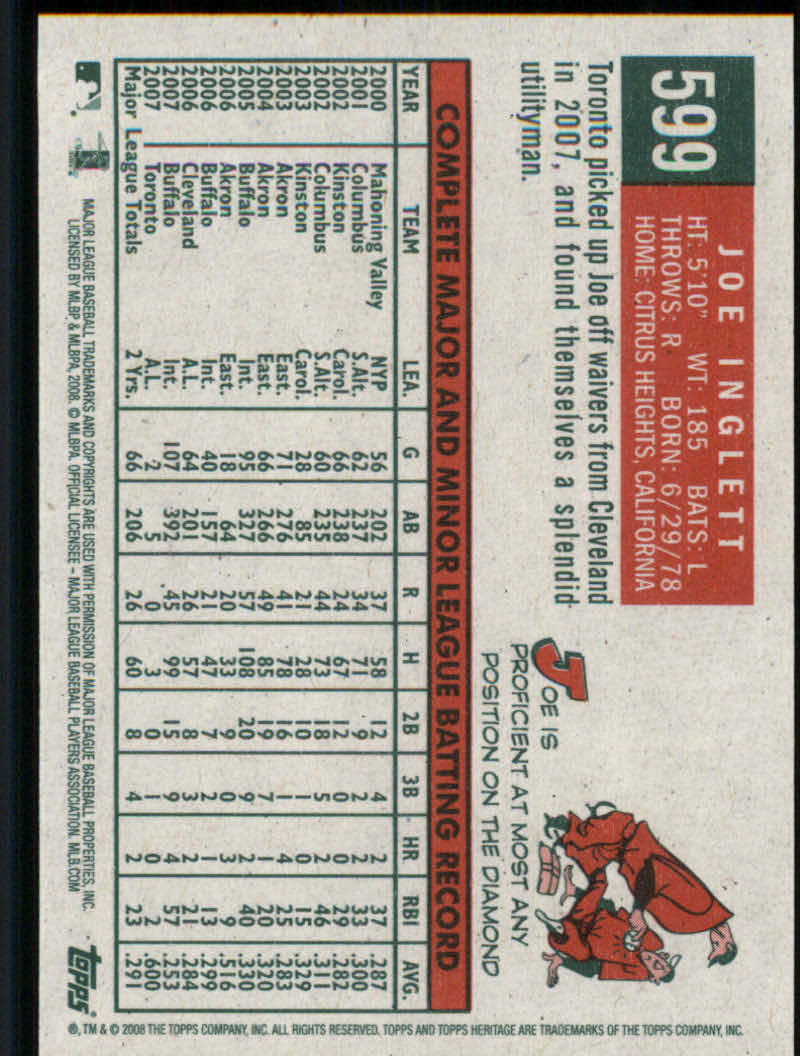 599
JOE INGLETT
HT: 5'10" WT: 185 BATS: L
THROWS: R BORN: 6/29/78
HOME: CITRUS HEIGHTS, CALIFORNIA
Toronto picked up Joe off waivers from Cleveland
in 2007, and found themselves a splendid
utilityman.
JOE IS
PROFICIENT AT MOST ANY
POSITION ON THE DIAMOND
COMPLETE MAJOR AND MINOR LEAGUE BATTING RECORD
YEAR TEAM LEA. G AB R H 2B 3B HR RBI AVG.
2000 Mahoning Valley NYP 56 202 37 58 12 4 2 37 .287
2001 Columbus S.Atl. 62 237 34 71 9 2 2 33 .300
2002 Kinston Carol. 66 238 24 67 12 0 0 29 .282
2002 Columbus S.Atl. 60 235 44 73 18 5 2 46 .311
2003 Kinston Carol. 28 85 21 28 10 1 0 15 .329
2003 Akron East. 71 276 41 78 16 1 4 25 .283
2004 Akron East. 66 266 49 85 19 7 1 20 .320
2005 Buffalo Int. 95 327 57 108 20 9 2 40 .330
2006 Akron East. 18 64 20 33 9 0 3 9 .516
2006 Buffalo Int. 40 157 21 47 7 2 1 13 .299
2006 Cleveland A.L. 64 201 26 57 8 3 2 21 .284
2007 Buffalo Int. 107 392 45 99 15 9 4 57 .253
2007 Toronto A.L. 2 5 0 3 0 1 0 2 .600
Major League Totals 2 Yrs. 66 206 26 60 8 4 2 23 .291
MAJOR LEAGUE BASEBALL TRADEMARKS AND COPYRIGHTS ARE USED WITH PERMISSION OF MAJOR LEAGUE BASEBALL PROPERTIES, INC.
LICENSED BY MLBP & MLBPA, 2008. © MLBPA. OFFICIAL LICENSEE – MAJOR LEAGUE BASEBALL PLAYERS ASSOCIATION. MLB.COM
Topps
®, TM & © 2008 THE TOPPS COMPANY, INC. ALL RIGHTS RESERVED. TOPPS AND TOPPS HERITAGE ARE TRADEMARKS OF THE TOPPS COMPANY, INC.